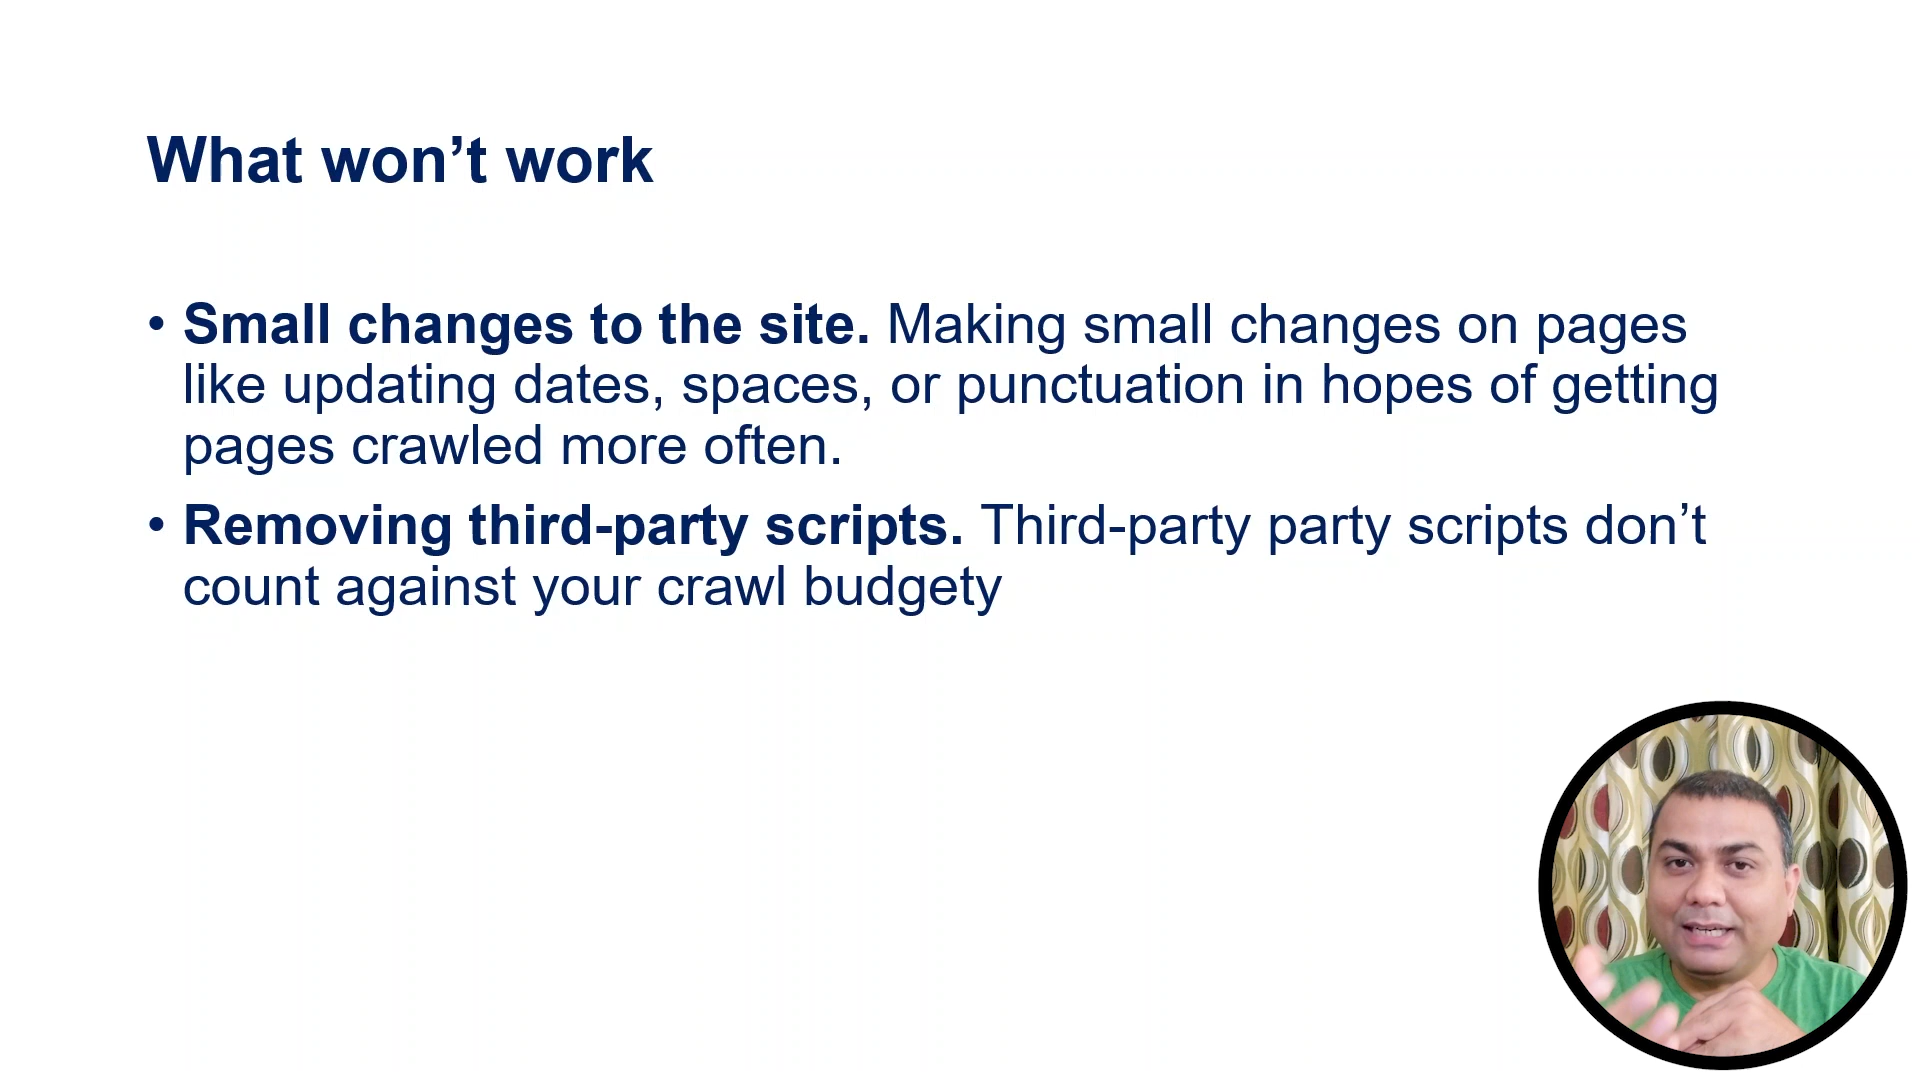 What won’t work
• Small changes to the site. Making small changes on pages
like updating dates, spaces, or punctuation in hopes of getting
pages crawled more often.
• Removing third-party scripts. Third-party party scripts don’t
count against your crawl budgety